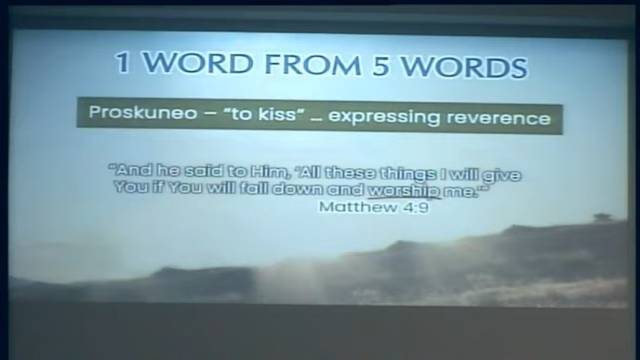 1 WORD FROM 5 WORDS
Proskuneo – "to kiss" … expressing reverence
"And he said to Him, 'All these things I will give
You if You will fall down and worship me.'"
Matthew 4:9